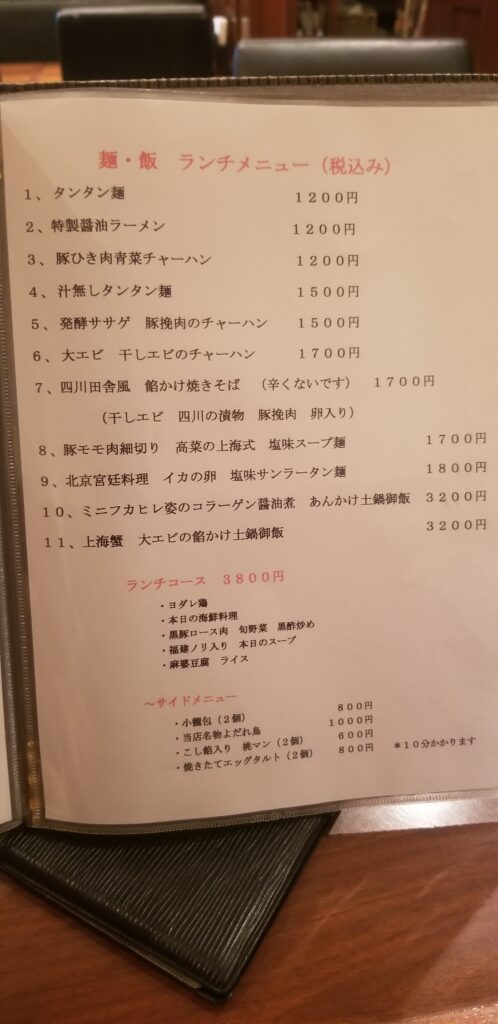 麺・飯　ランチメニュー（税込み）
１、タンタン麺　１２００円
２、特製醤油ラーメン　１２００円
３、豚ひき肉青菜チャーハン　１２００円
４、汁無しタンタン麺　１５００円
５、発酵ササゲ　豚挽肉のチャーハン　１５００円
６、大エビ　干しエビのチャーハン　１７００円
７、四川田舎風　餡かけ焼きそば　（辛くないです）　１７００円
（干しエビ　四川の漬物　豚挽肉　卵入り）
８、豚モモ肉細切り　高菜の上海式　塩味スープ麺　１７００円
９、北京宮廷料理　イカの卵　塩味サンラータン麺　１８００円
１０、ミニフカヒレ姿のコラーゲン醤油煮　あんかけ土鍋御飯　３２００円
１１、上海蟹　大エビの餡かけ土鍋御飯　３２００円
ランチコース　３８００円
・ヨダレ鶏
・本日の海鮮料理
・黒豚ロース肉　旬野菜　黒酢炒め
・福建ノリ入り　本日のスープ
・麻婆豆腐　ライス
～サイドメニュー
・小籠包（２個）　８００円
・当店名物よだれ鳥　１０００円
・こし餡入り　桃マン（２個）　６００円
・焼きたてエッグタルト（２個）　８００円　＊１０分かかります